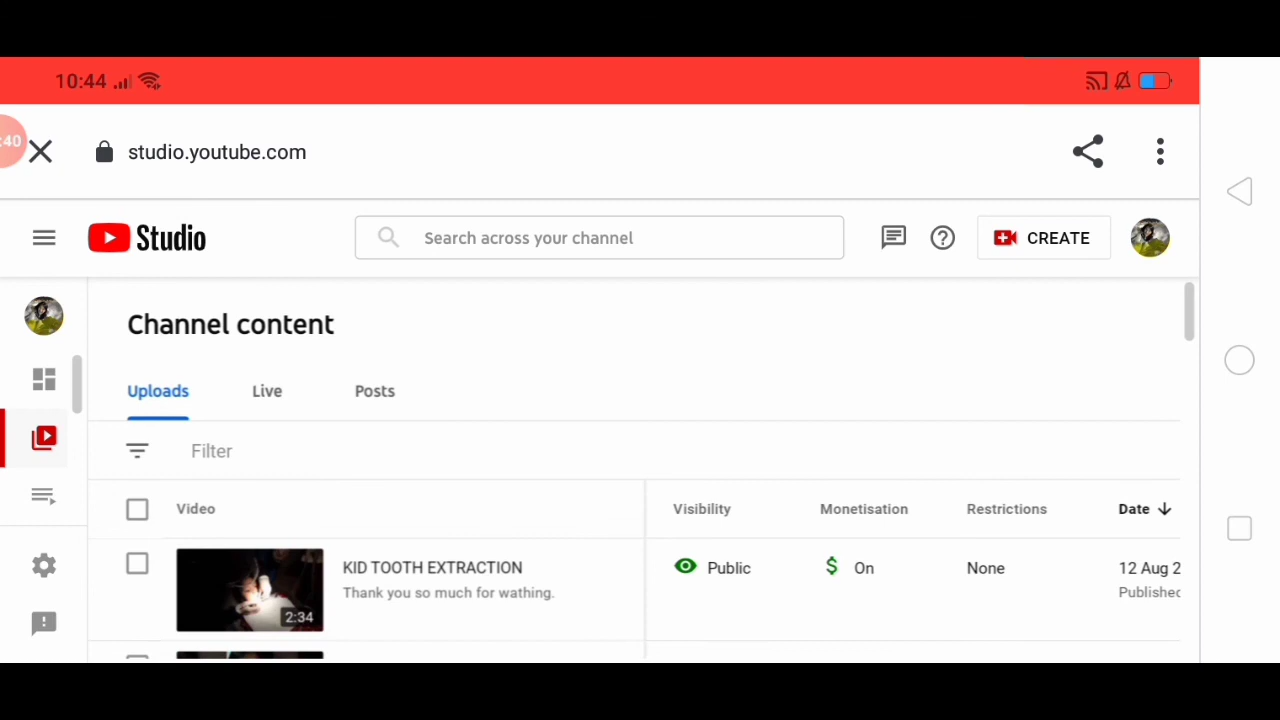 10:44
:40
studio.youtube.com
Studio
Search across your channel
CREATE
Channel content
Uploads Live Posts
Filter
Video Visibility Monetisation Restrictions Date
KID TOOTH EXTRACTION Public $ On None 12 Aug 2
Thank you so much for wathing. Published
2:34